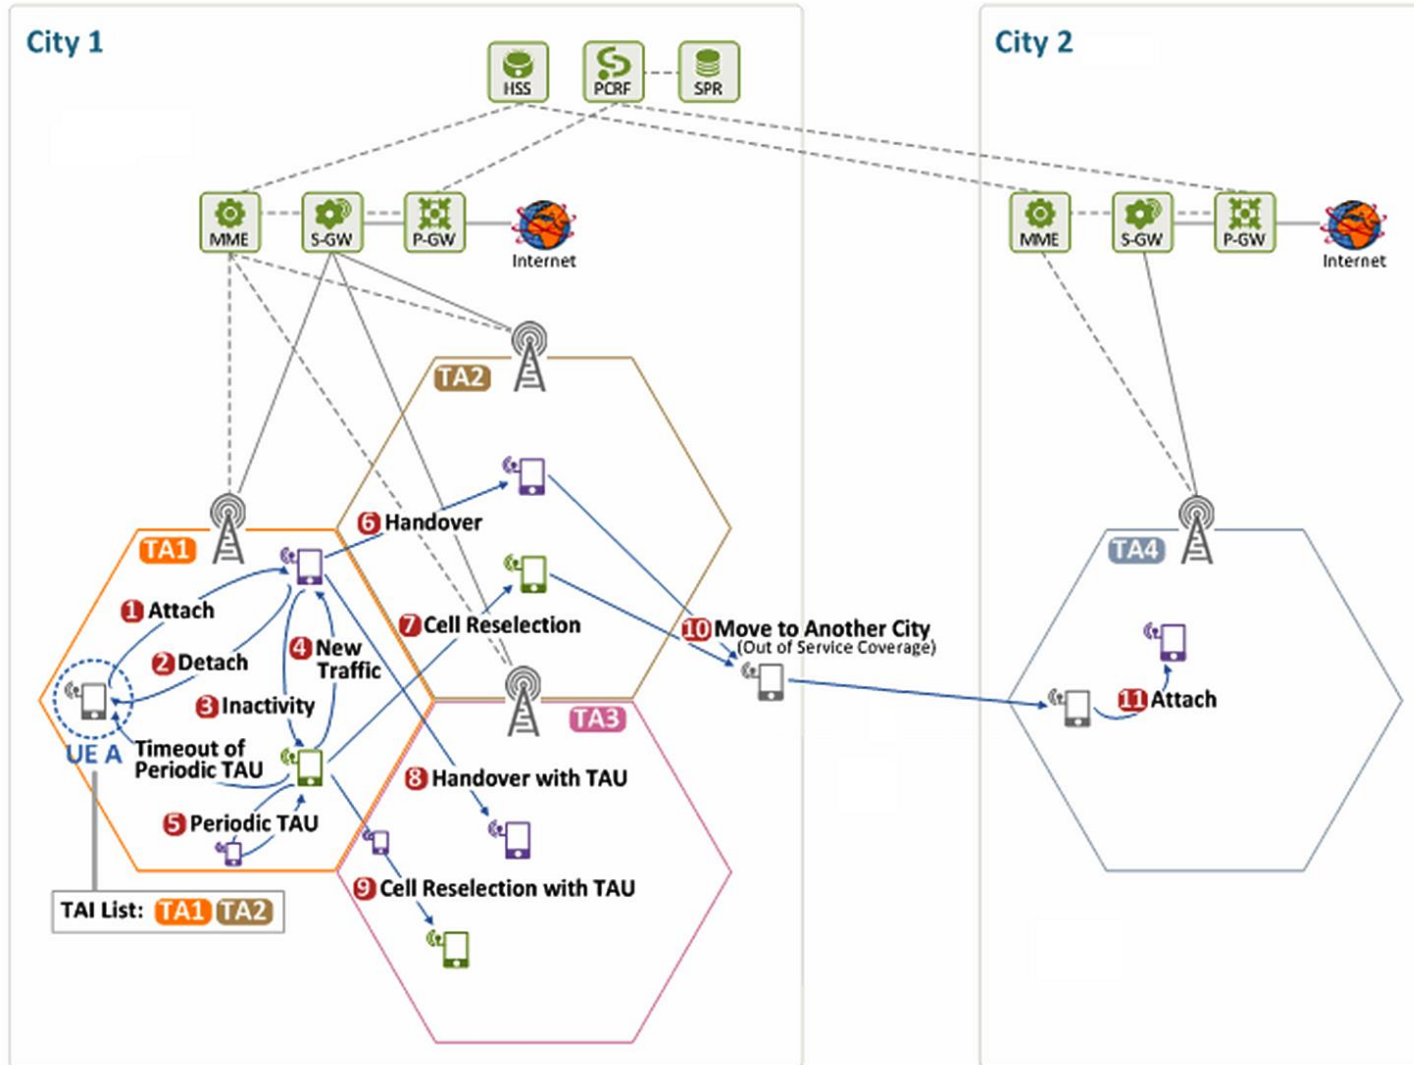 City 1
City 2
HSS
PCRF
SPR
MME
S-GW
P-GW
Internet
MME
S-GW
P-GW
Internet
TA2
6 Handover
TA1
TA4
1 Attach
7 Cell Reselection
10 Move to Another City
(Out of Service Coverage)
2 Detach
4 New
Traffic
3 Inactivity
11 Attach
TA3
UE A
Timeout of
Periodic TAU
8 Handover with TAU
5 Periodic TAU
9 Cell Reselection with TAU
TAI List: TA1 TA2